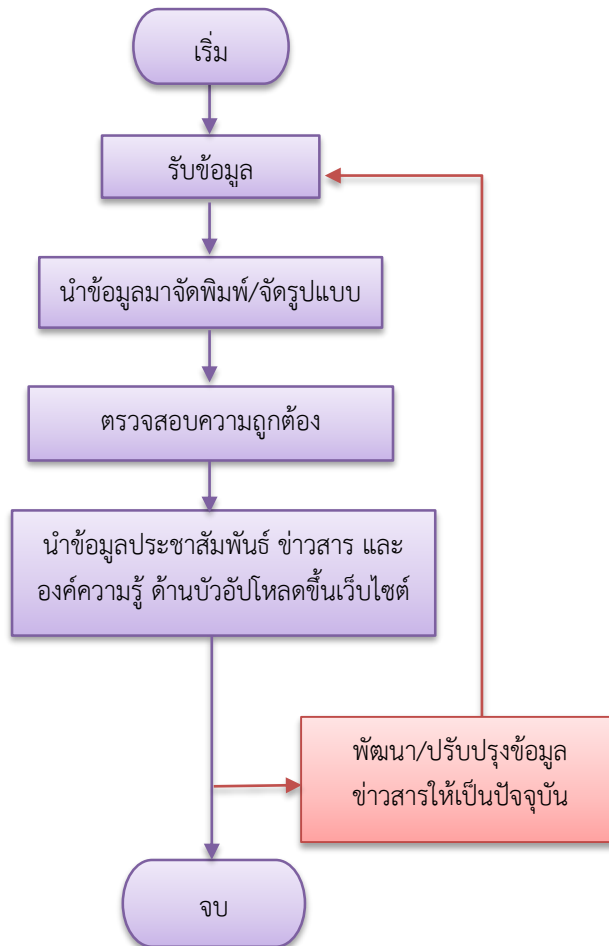 เริ่ม
รับข้อมูล
นำข้อมูลมาจัดพิมพ์/จัดรูปแบบ
ตรวจสอบความถูกต้อง
นำข้อมูลประชาสัมพันธ์ ข่าวสาร และ
องค์ความรู้ ด้านบัวอัปโหลดขึ้นเว็บไซต์
พัฒนา/ปรับปรุงข้อมูล
ข่าวสารให้เป็นปัจจุบัน
จบ